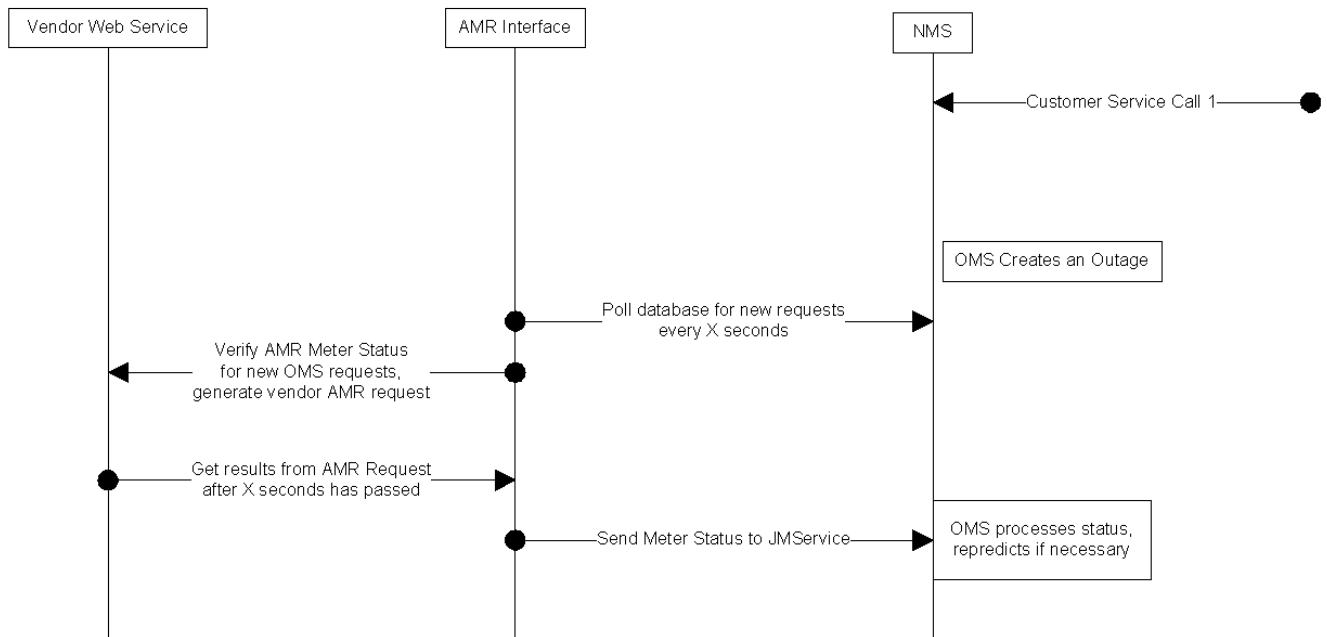 Vendor Web Service
AMR Interface
NMS
Customer Service Call 1
OMS Creates an Outage
Poll database for new requests
every X seconds
Verify AMR Meter Status
for new OMS requests,
generate vendor AMR request
Get results from AMR Request
after X seconds has passed
Send Meter Status to JMService
OMS processes status,
repredicts if necessary